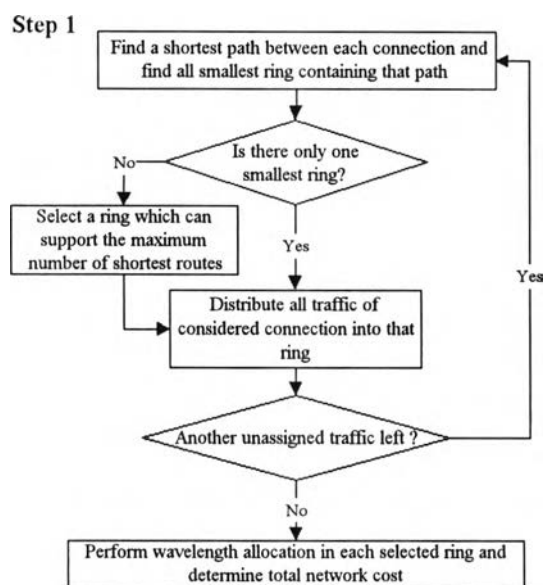 Step 1
Find a shortest path between each connection and
find all smallest ring containing that path
Is there only one
smallest ring?
No
Select a ring which can
support the maximum
number of shortest routes
Yes
Yes
Distribute all traffic of
considered connection into that
ring
Another unassigned traffic left ?
No
Perform wavelength allocation in each selected ring and
determine total network cost